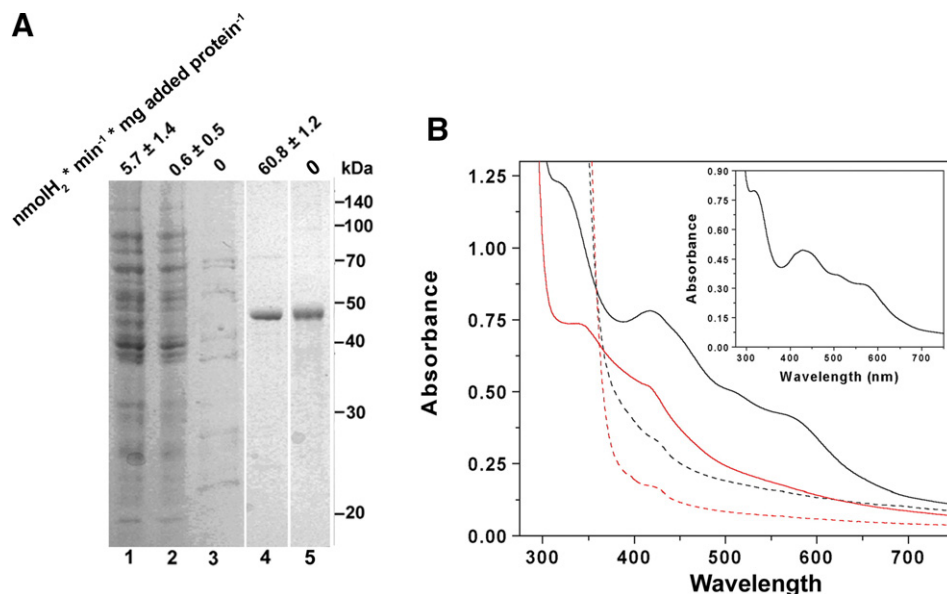 A
nmolH2* min-1 * mg added protein-1
5.7 ± 1.4
0.6 ± 0.5
0
60.8 ± 1.2
0
kDa
140
100
70
50
40
30
20
1 2 3 4 5
B
Absorbance
1.25
1.00
0.75
0.50
0.25
0.00
300 400 500 600 700
Wavelength
Absorbance
0.90
0.75
0.60
0.45
0.30
0.15
0.00
300 400 500 600 700
Wavelength (nm)